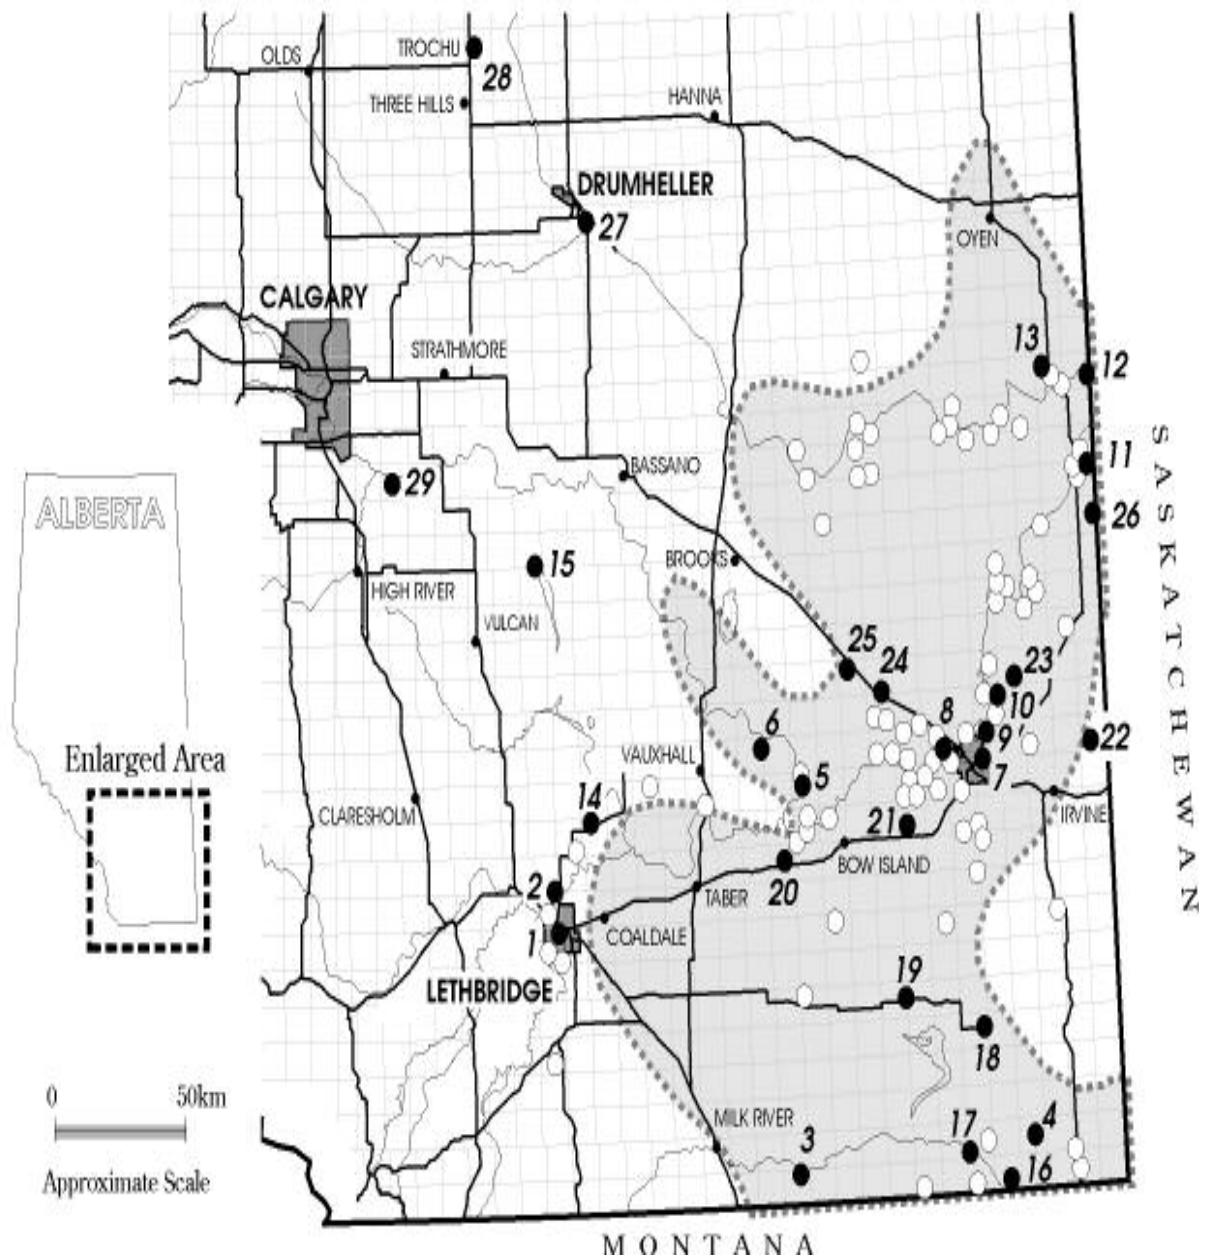 OLDS
TROCHU
28
THREE HILLS
HANNA
DRUMHELLER
27
OYEN
CALGARY
STRATHMORE
13
12
BASSANO
11
29
ALBERTA
26
BROOKS
15
HIGH RIVER
VULCAN
SASKATCHEWAN
25
24
23
10
8
9
6
22
Enlarged Area
VAUXHALL
5
7
14
CLARESHOLM
21
IRVINE
BOW ISLAND
2
20
TABER
1
COALDALE
LETHBRIDGE
19
18
0 50km
MILK RIVER
17
4
3
16
Approximate Scale
MONTANA